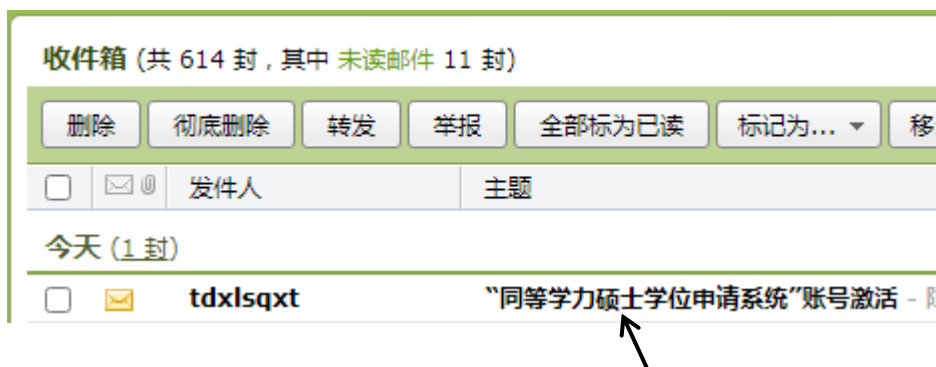 收件箱 (共 614 封 , 其中 未读邮件 11 封)
删除 彻底删除 转发 举报 全部标为已读 标记为... 移
发件人 主题
今天 (1 封)
tdxlsqxt “同等学力硕士学位申请系统”账号激活 -